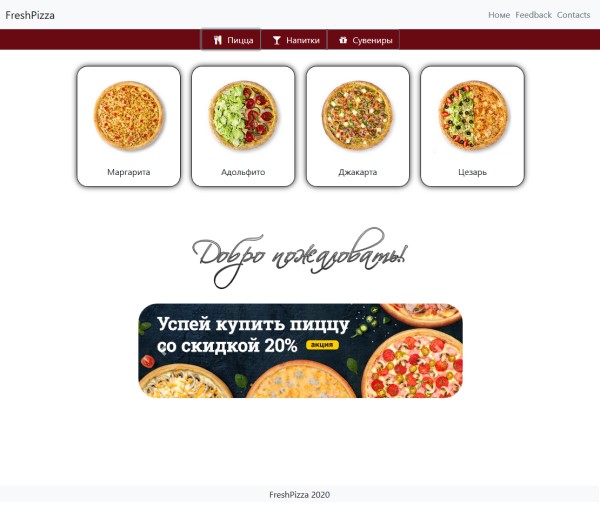 FreshPizza
Home Feedback Contacts
Пицца Напитки Сувениры
Маргарита Адольфито Джакарта Цезарь
Добро пожаловать!
Успей купить пиццу
со скидкой 20% акция
FreshPizza 2020